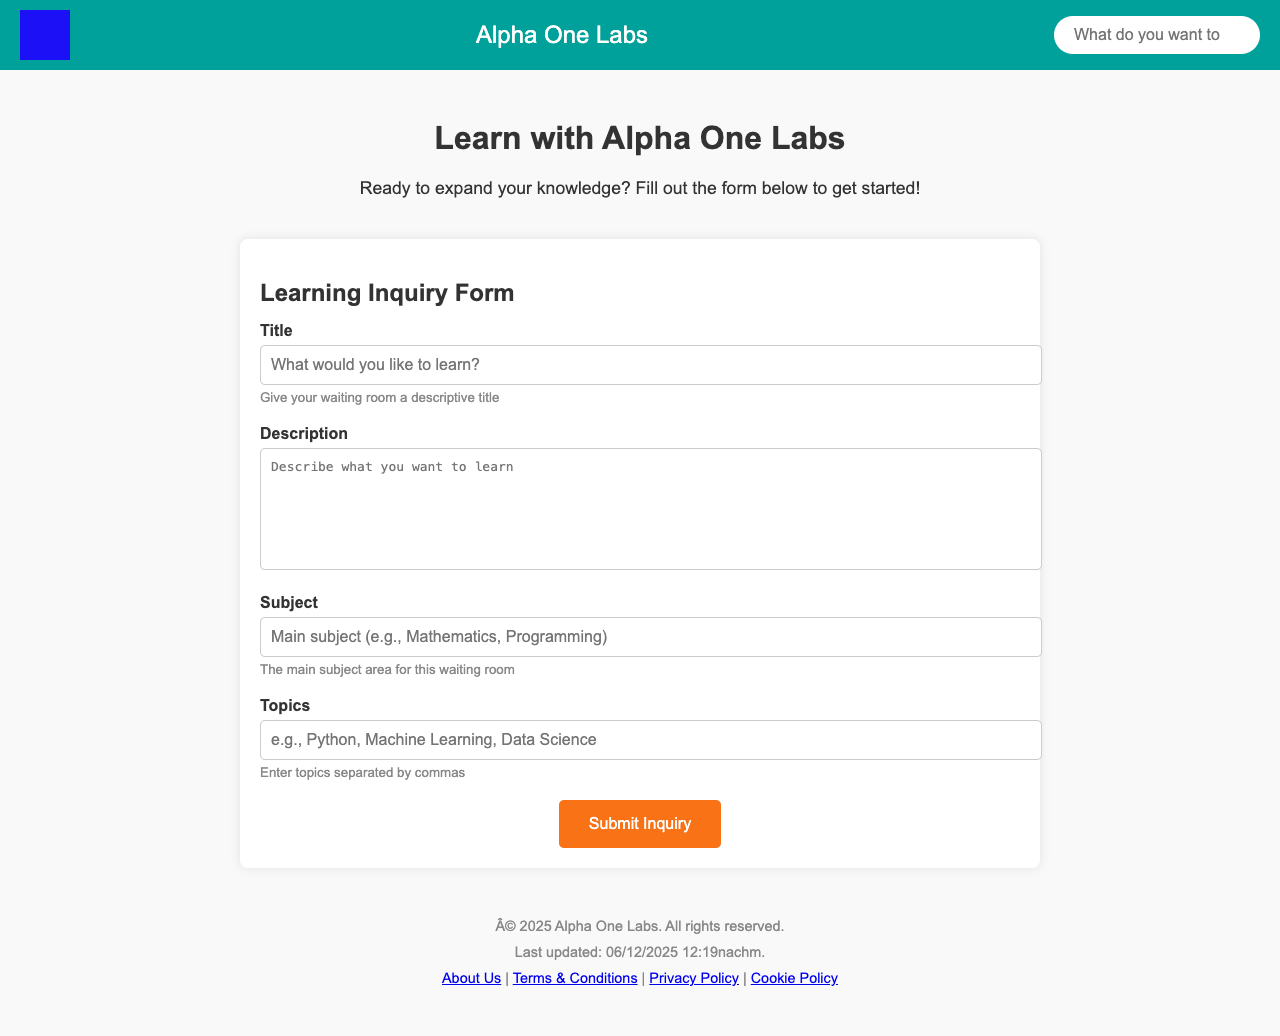 Alpha One Labs
What do you want to
Learn with Alpha One Labs
Ready to expand your knowledge? Fill out the form below to get started!
Learning Inquiry Form
Title
What would you like to learn?
Give your waiting room a descriptive title
Description
Describe what you want to learn
Subject
Main subject (e.g., Mathematics, Programming)
The main subject area for this waiting room
Topics
e.g., Python, Machine Learning, Data Science
Enter topics separated by commas
Submit Inquiry
Â© 2025 Alpha One Labs. All rights reserved.
Last updated: 06/12/2025 12:19nachm.
About Us | Terms & Conditions | Privacy Policy | Cookie Policy